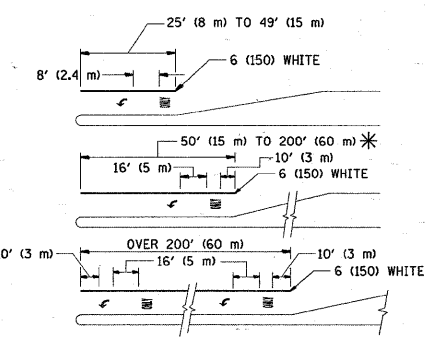 25' (8 m) TO 49' (15 m)
8' (2.4 m)
6 (150) WHITE
50' (15 m) TO 200' (60 m) *
16' (5 m)
10' (3 m)
6 (150) WHITE
OVER 200' (60 m)
0' (3 m)
16' (5 m)
10' (3 m)
6 (150) WHITE